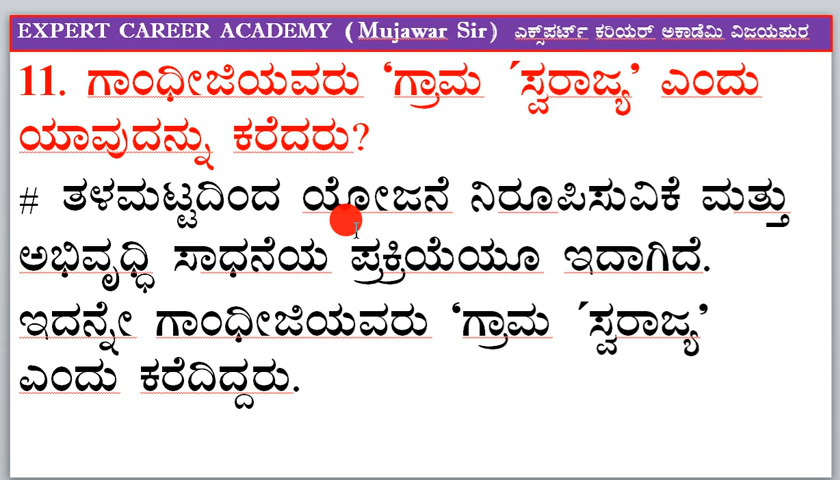 EXPERT CAREER ACADEMY (Mujawar Sir) ಎಕ್ಸ್‌ಪರ್ಟ್ ಕರಿಯರ್ ಅಕಾಡೆಮಿ ವಿಜಯಪುರ
11. ಗಾಂಧೀಜಿಯವರು ‘ಗ್ರಾಮ ´ಸ್ವರಾಜ್ಯ’ ಎಂದು
ಯಾವುದನ್ನು ಕರೆದರು?
# ತಳಮಟ್ಟದಿಂದ ಯೋಜನೆ ನಿರೂಪಿಸುವಿಕೆ ಮತ್ತು
ಅಭಿವೃದ್ಧಿ ಸಾಧನೆಯ ಪ್ರಕ್ರಿಯೆಯೂ ಇದಾಗಿದೆ.
ಇದನ್ನೇ ಗಾಂಧೀಜಿಯವರು ‘ಗ್ರಾಮ ´ಸ್ವರಾಜ್ಯ’
ಎಂದು ಕರೆದಿದ್ದರು.